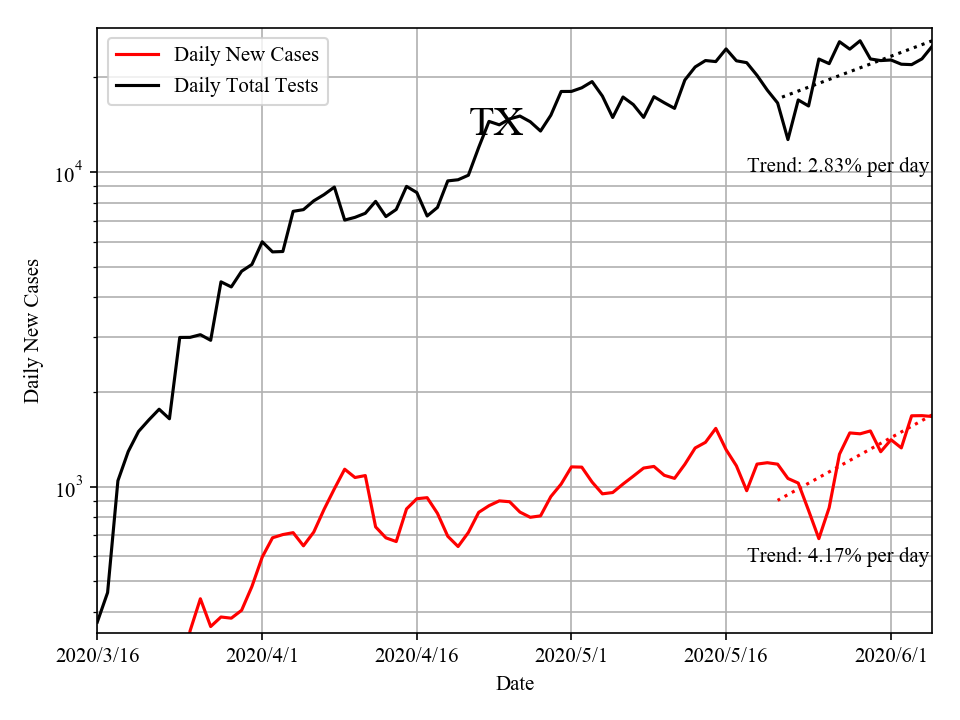 Daily New Cases
Daily Total Tests
TX
10^4
Trend: 2.83% per day
Daily New Cases
10^3
Trend: 4.17% per day
2020/3/16 2020/4/1 2020/4/16 2020/5/1 2020/5/16 2020/6/1
Date